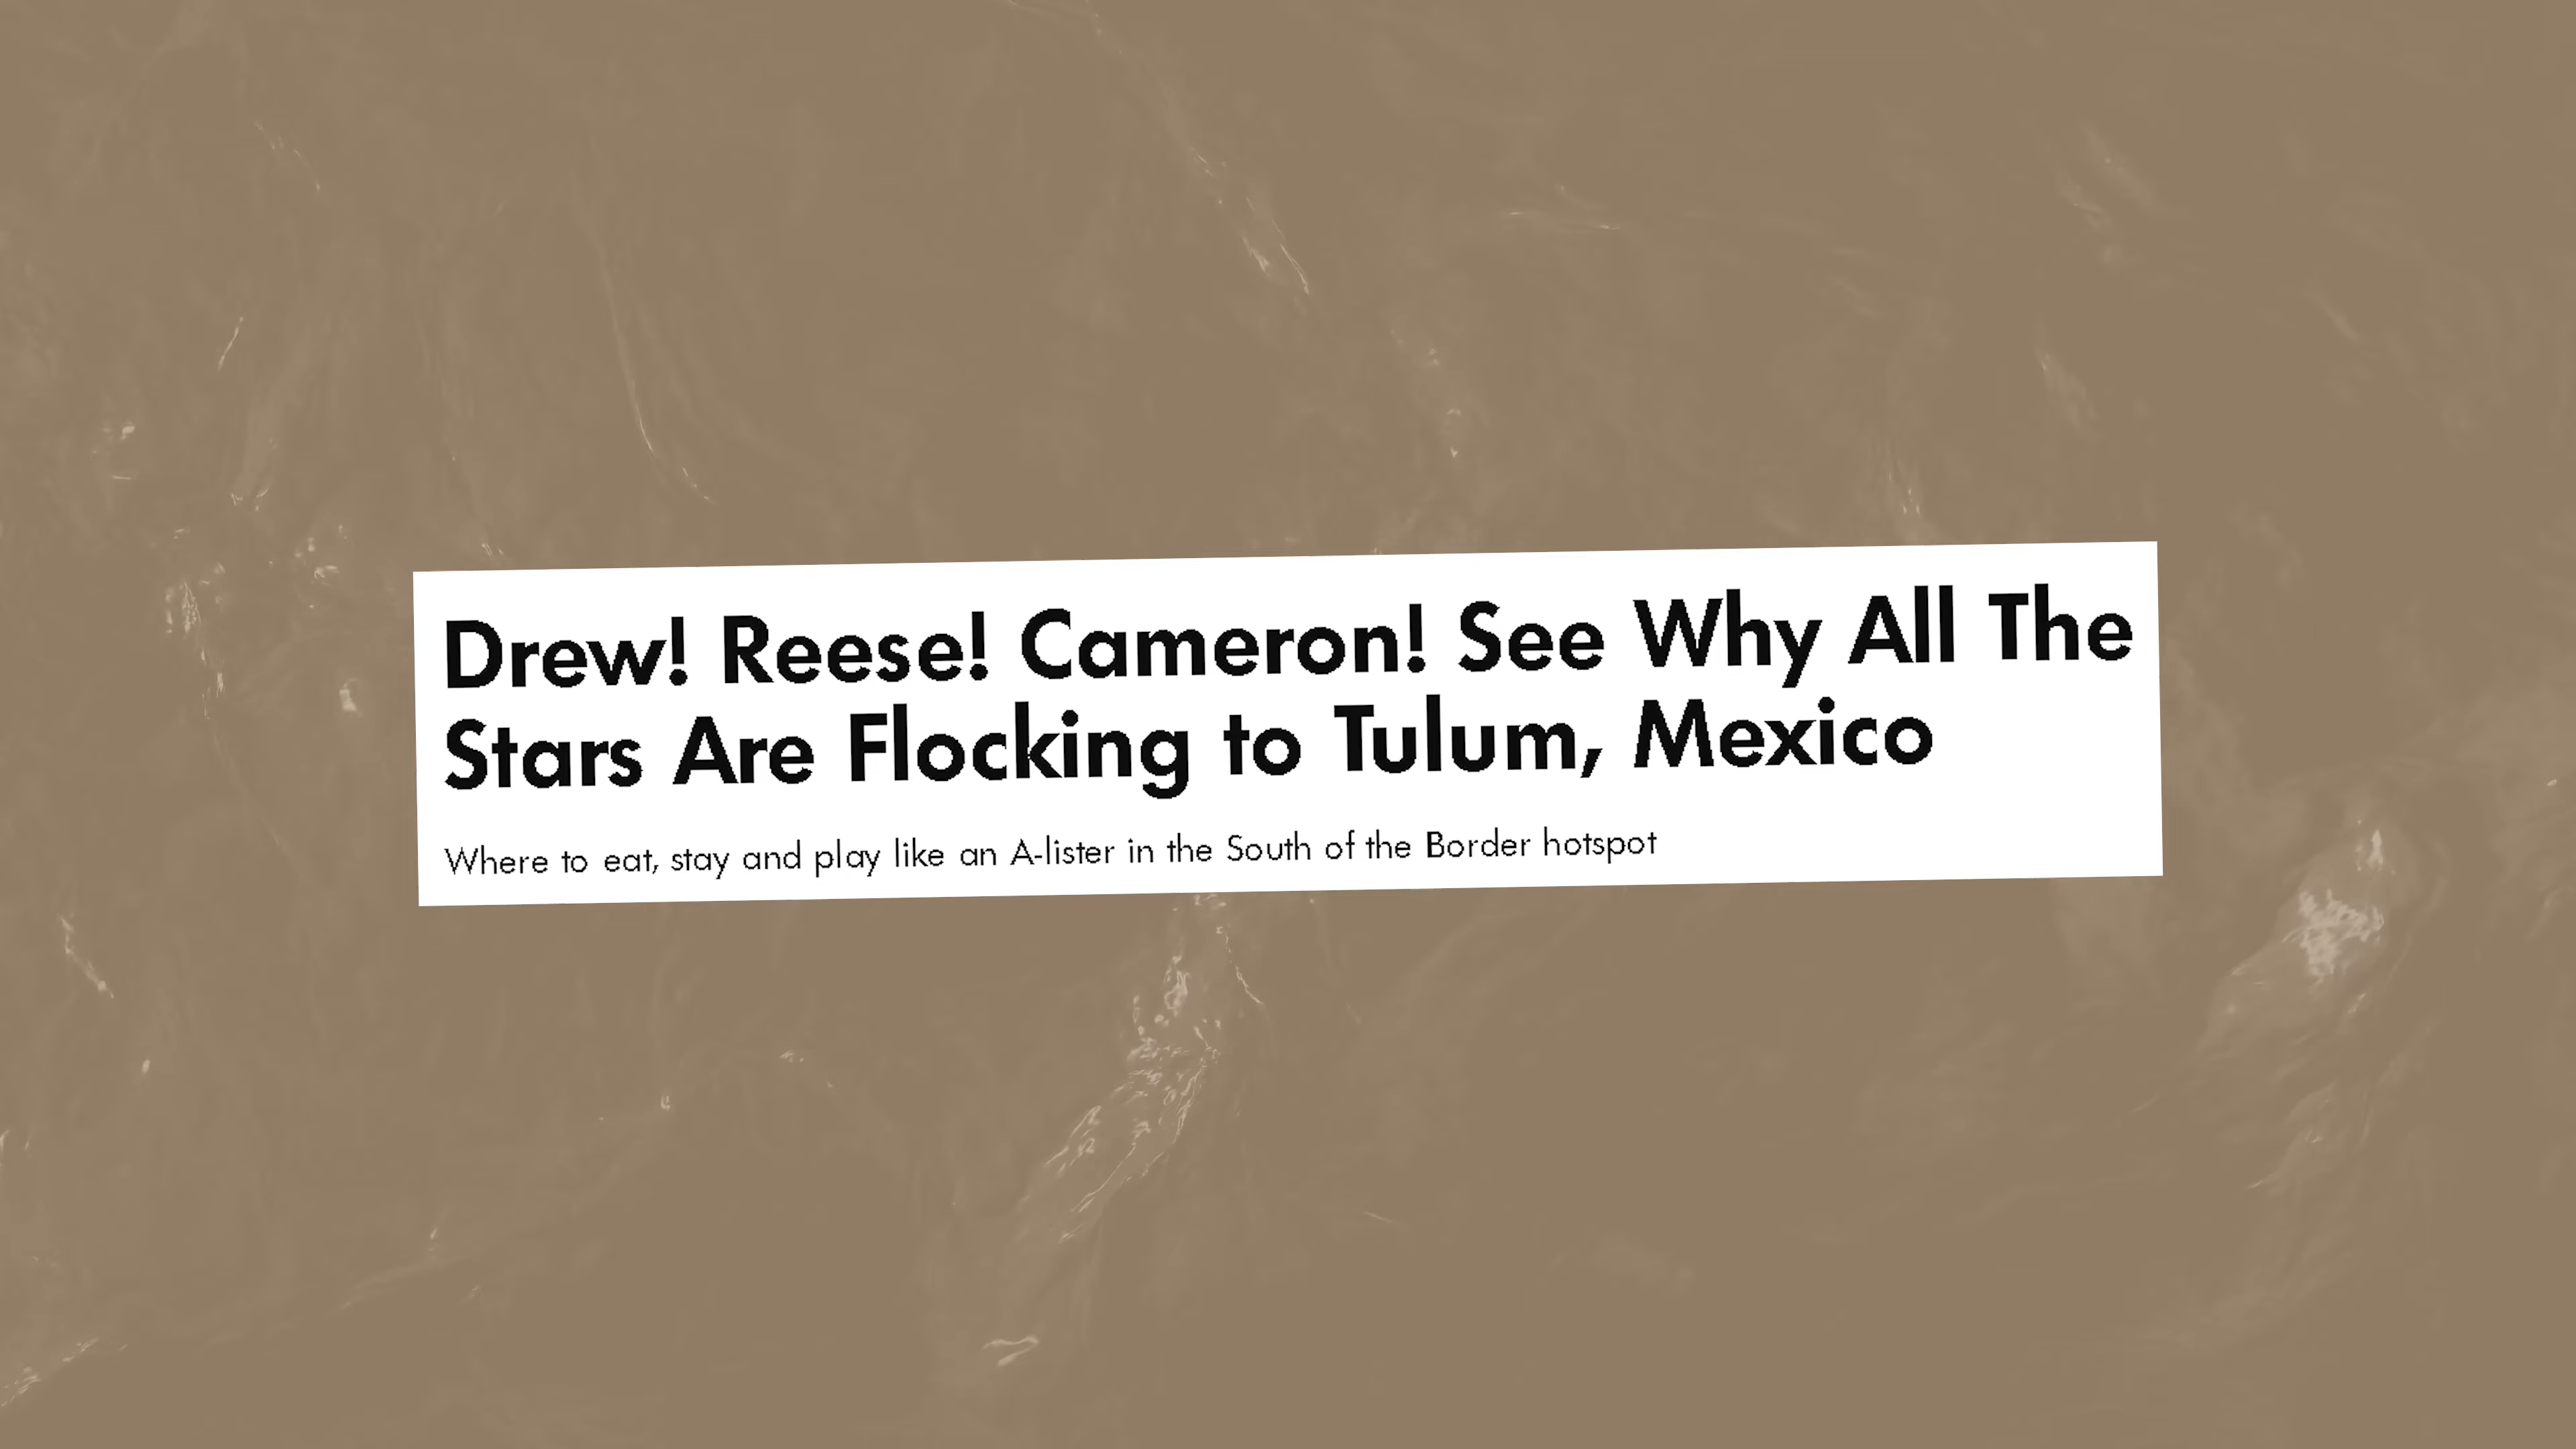 Drew! Reese! Cameron! See Why All The
Stars Are Flocking to Tulum, Mexico
Where to eat, stay and play like an A-lister in the South of the Border hotspot